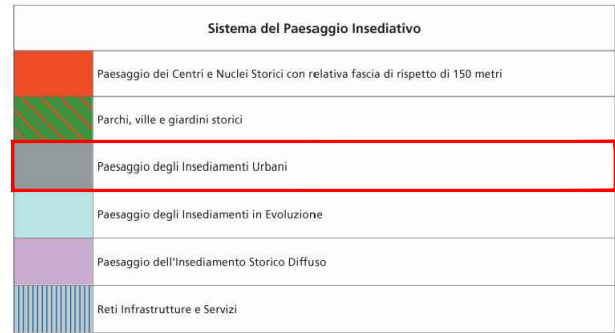 Sistema del Paesaggio Insediativo
Paesaggio dei Centri e Nuclei Storici con relativa fascia di rispetto di 150 metri
Parchi, ville e giardini storici
Paesaggio degli Insediamenti Urbani
Paesaggio degli Insediamenti in Evoluzione
Paesaggio dell'Insediamento Storico Diffuso
Reti Infrastrutture e Servizi